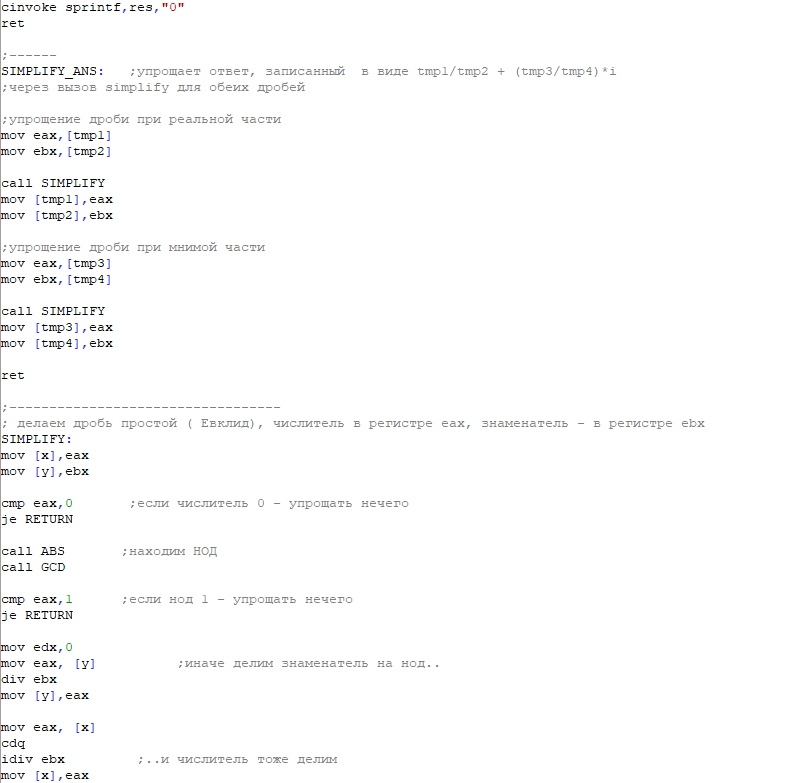 cinvoke sprintf,res,"0"
ret
;------
SIMPLIFY_ANS: ;упрощает ответ, записанный в виде tmp1/tmp2 + (tmp3/tmp4)*i
;через вызов simplify для обеих дробей
;упрощение дроби при реальной части
mov eax,[tmp1]
mov ebx,[tmp2]
call SIMPLIFY
mov [tmp1],eax
mov [tmp2],ebx
;упрощение дроби при мнимой части
mov eax,[tmp3]
mov ebx,[tmp4]
call SIMPLIFY
mov [tmp3],eax
mov [tmp4],ebx
ret
;----------------------------------
; делаем дробь простой ( Евклид), числитель в регистре eax, знаменатель - в регистре ebx
SIMPLIFY:
mov [x],eax
mov [y],ebx
cmp eax,0 ;если числитель 0 - упрощать нечего
je RETURN
call ABS ;находим НОД
call GCD
cmp eax,1 ;если нод 1 - упрощать нечего
je RETURN
mov edx,0
mov eax, [y] ;иначе делим знаменатель на нод..
div ebx
mov [y],eax
mov eax, [x]
cdq
idiv ebx ;..и числитель тоже делим
mov [x],eax